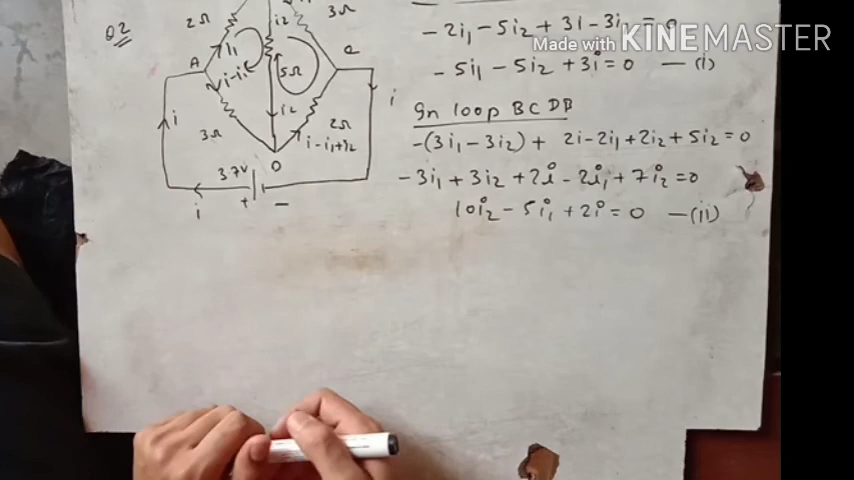 Q2
2Ω
i2
3Ω
A
i1
i-i1
5Ω
C
i2
3Ω
2Ω
i-i1+i2
D
i
i
3.7V
+
-
i
-2i1 - 5i2 + 3i - 3i1 = 0
-5i1 - 5i2 + 3i = 0 —(i)
In loop BCDB
-(3i1 - 3i2) + 2i - 2i1 + 2i2 + 5i2 = 0
-3i1 + 3i2 + 2i - 2i1 + 7i2 = 0
10i2 - 5i1 + 2i = 0 —(ii)
Made with KINEMASTER